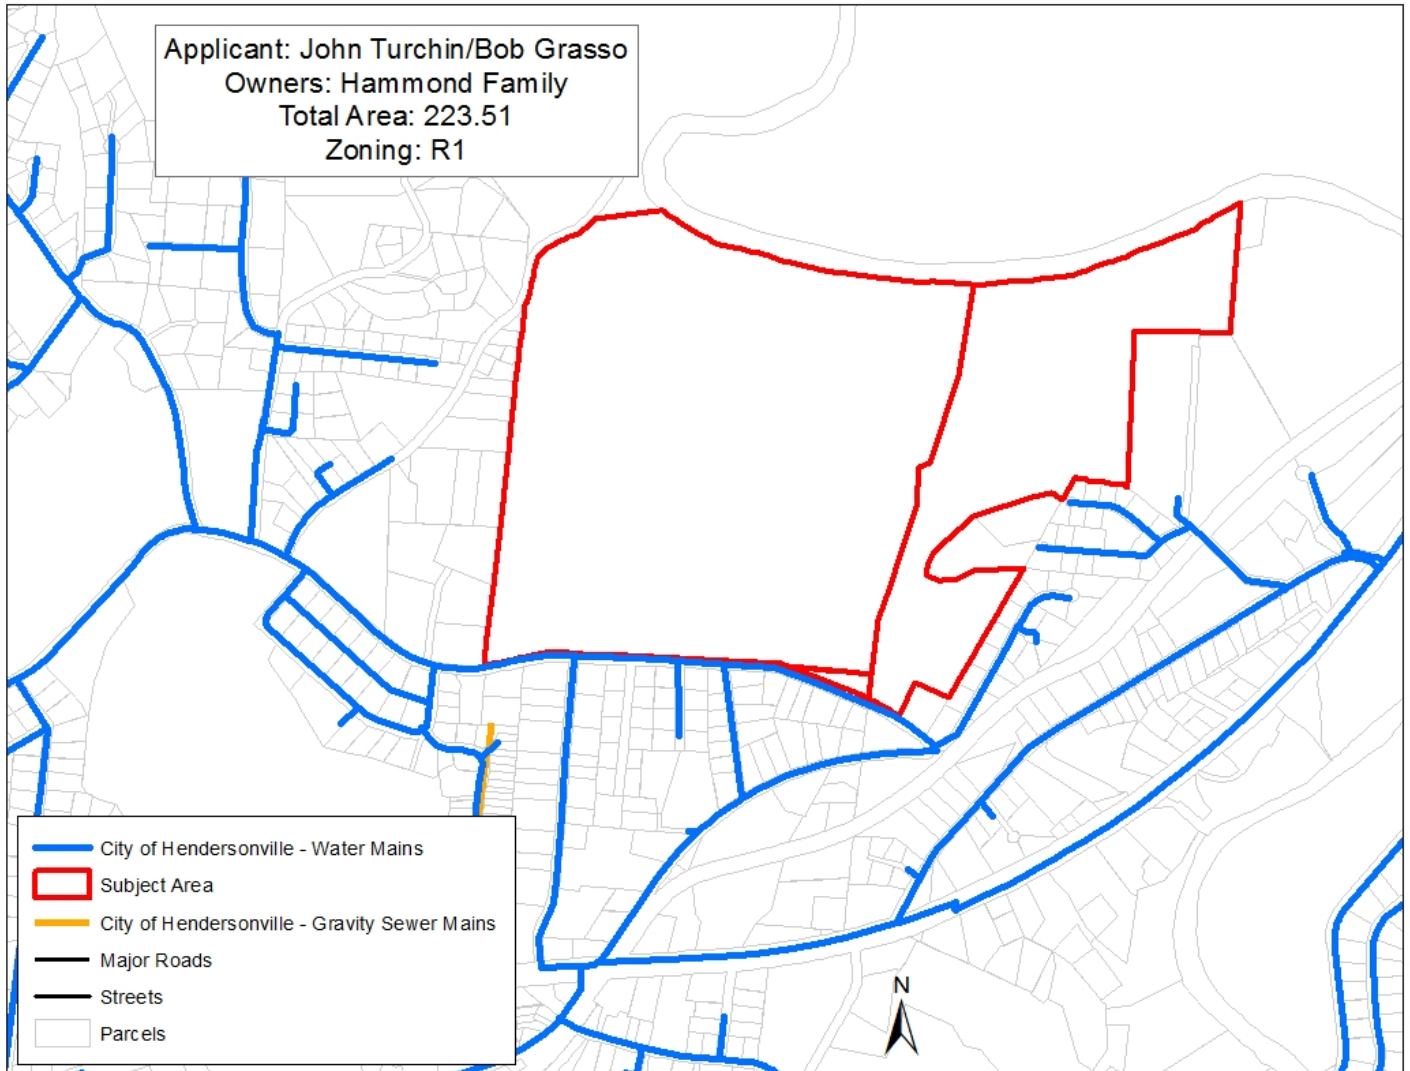 Applicant: John Turchin/Bob Grasso
Owners: Hammond Family
Total Area: 223.51
Zoning: R1
City of Hendersonville - Water Mains
Subject Area
City of Hendersonville - Gravity Sewer Mains
Major Roads
Streets
Parcels
N